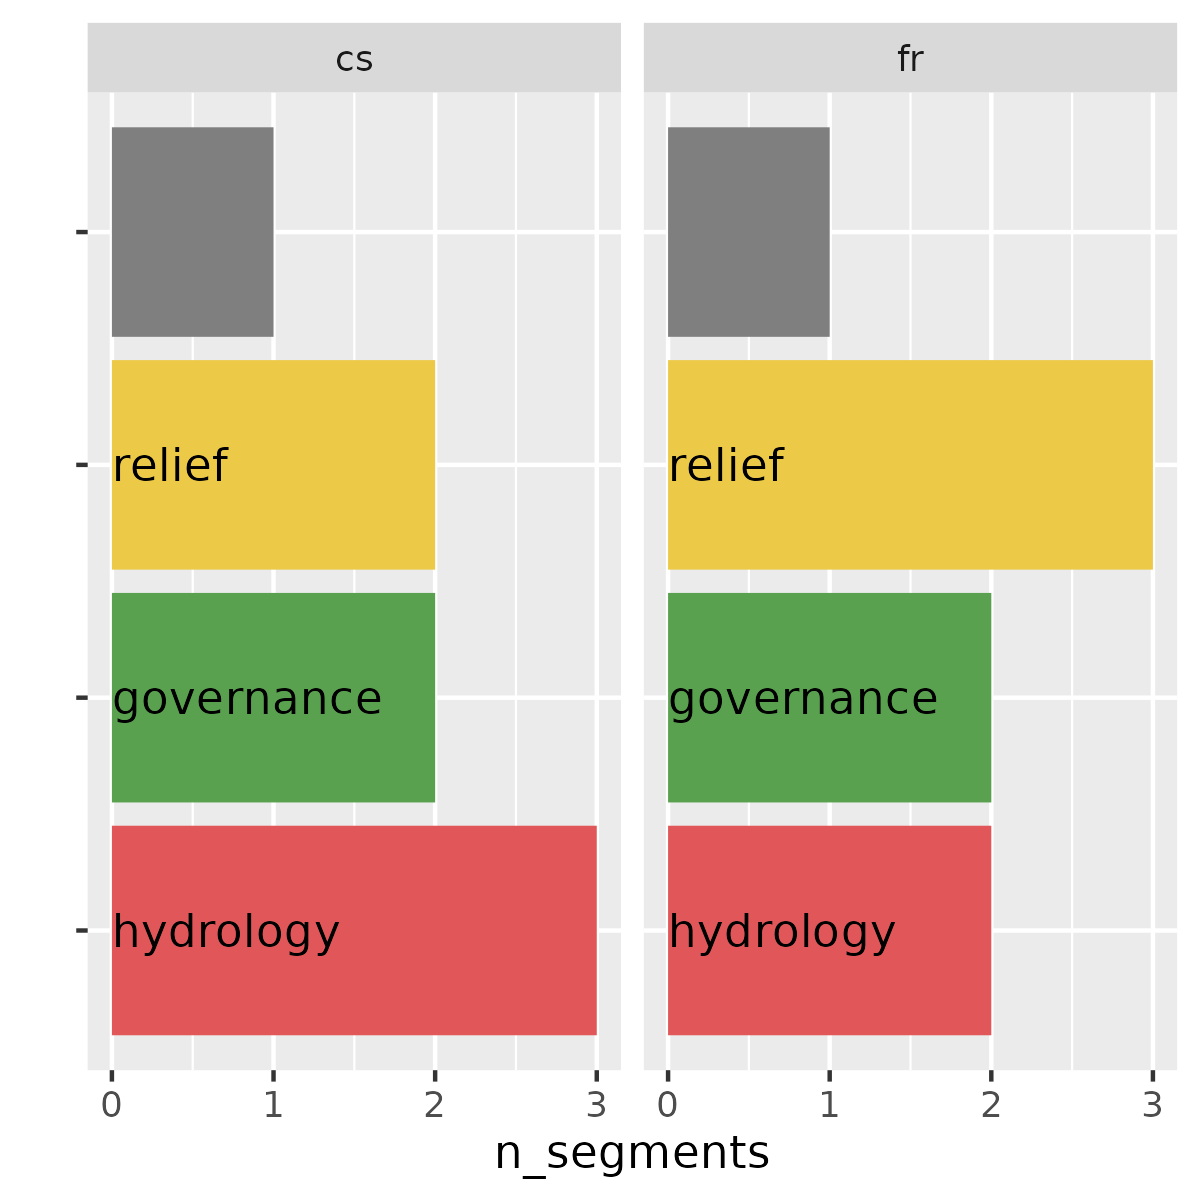 cs fr
relief relief
governance governance
hydrology hydrology
0 1 2 3 0 1 2 3
n_segments